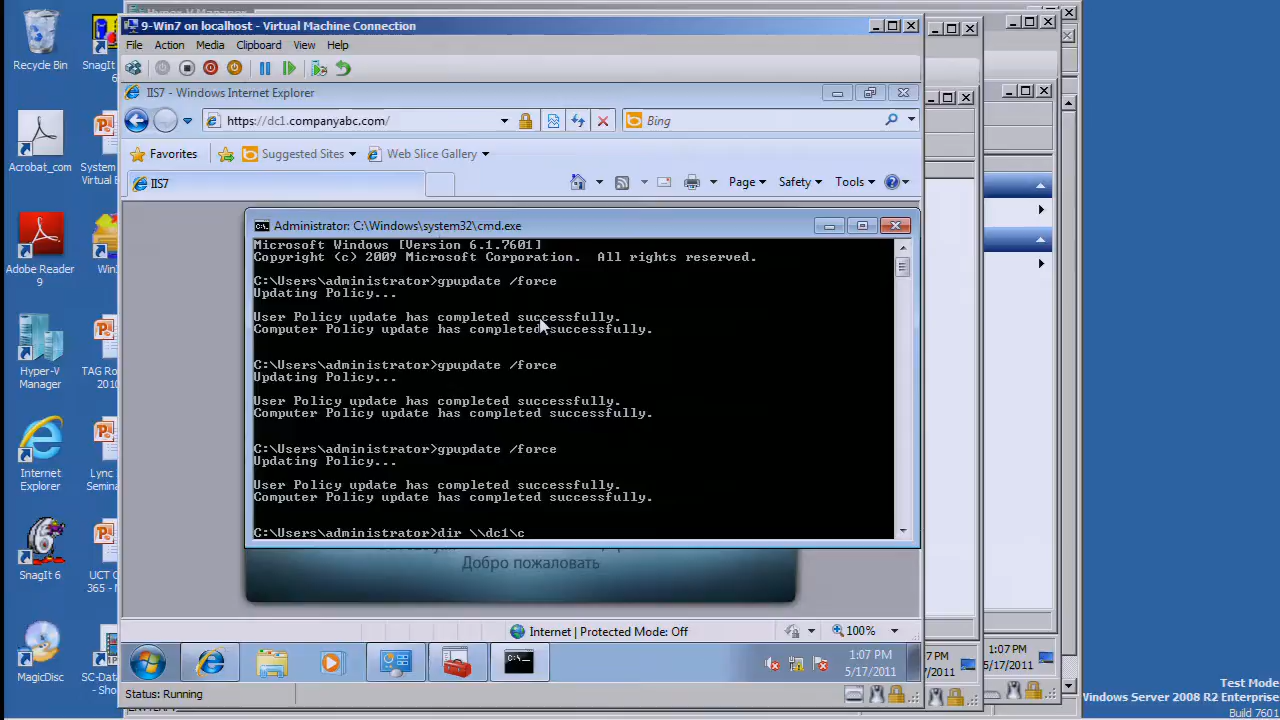 Recycle Bin
SnagIt
6
Acrobat_com
System
Virtual E
Adobe Reader
9
Hyper-V
Manager
TAG Ro
2010
Internet
Explorer
Lync
Semina
SnagIt 6
UCT C
365 - M
MagicDisc
SC-Data
- Sho
9-Win7 on localhost - Virtual Machine Connection
File Action Media Clipboard View Help
IIS7 - Windows Internet Explorer
https://dc1.companyabc.com/
Bing
Favorites Suggested Sites Web Slice Gallery
IIS7
Page Safety Tools
Administrator: C:\Windows\system32\cmd.exe
Microsoft Windows [Version 6.1.7601]
Copyright (c) 2009 Microsoft Corporation.  All rights reserved.
C:\Users\administrator>gpupdate /force
Updating Policy...
User Policy update has completed successfully.
Computer Policy update has completed successfully.
C:\Users\administrator>gpupdate /force
Updating Policy...
User Policy update has completed successfully.
Computer Policy update has completed successfully.
C:\Users\administrator>gpupdate /force
Updating Policy...
User Policy update has completed successfully.
Computer Policy update has completed successfully.
C:\Users\administrator>dir \\dc1\c
Добро пожаловать
Internet | Protected Mode: Off
100%
1:07 PM
5/17/2011
7 PM
/2011
1:07 PM
5/17/2011
Status: Running
Test Mode
Windows Server 2008 R2 Enterprise
Build 7601